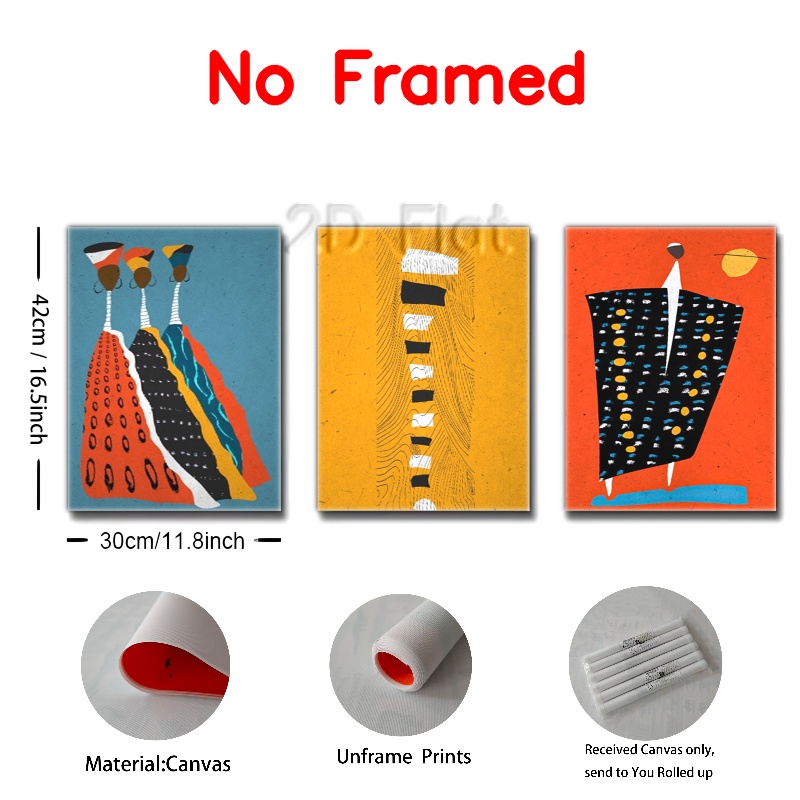 No Framed
2D Flat
42cm / 16.5inch
30cm/11.8inch
Material:Canvas
Unframe Prints
Received Canvas only,
send to You Rolled up